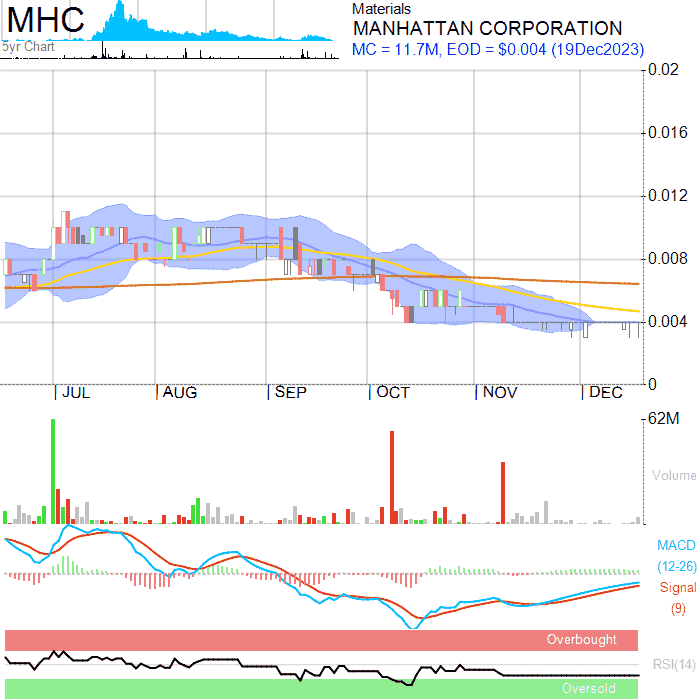 MHC
5yr Chart
Materials
MANHATTAN CORPORATION
MC = 11.7M, EOD = $0.004 (19Dec2023)
0.02
0.016
0.012
0.008
0.004
0
JUL AUG SEP OCT NOV DEC
62M
Volume
MACD
(12-26)
Signal
(9)
Overbought
RSI(14)
Oversold